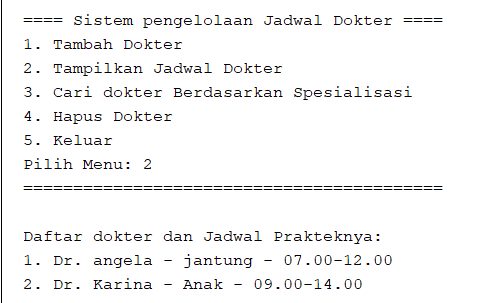 ==== Sistem pengelolaan Jadwal Dokter ====
1. Tambah Dokter
2. Tampilkan Jadwal Dokter
3. Cari dokter Berdasarkan Spesialisasi
4. Hapus Dokter
5. Keluar
Pilih Menu: 2
==========================================
Daftar dokter dan Jadwal Prakteknya:
1. Dr. angela - jantung - 07.00-12.00
2. Dr. Karina - Anak - 09.00-14.00